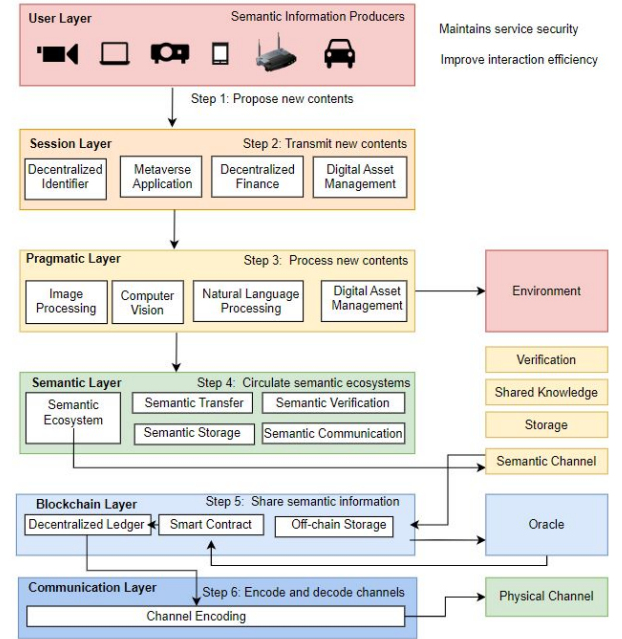 User Layer
Semantic Information Producers
Maintains service security
Improve interaction efficiency
Step 1: Propose new contents
Session Layer
Step 2: Transmit new contents
Decentralized
Identifier
Metaverse
Application
Decentralized
Finance
Digital Asset
Management
Pragmatic Layer
Step 3: Process new contents
Image
Processing
Computer
Vision
Natural Language
Processing
Digital Asset
Management
Environment
Verification
Shared Knowledge
Storage
Semantic Channel
Semantic Layer
Step 4: Circulate semantic ecosystems
Semantic
Ecosystem
Semantic Transfer
Semantic Verification
Semantic Storage
Semantic Communication
Blockchain Layer
Step 5: Share semantic information
Decentralized Ledger
Smart Contract
Off-chain Storage
Oracle
Communication Layer
Step 6: Encode and decode channels
Channel Encoding
Physical Channel